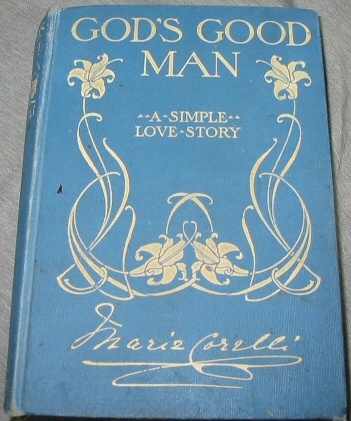 GOD'S GOOD
MAN
--A-SIMPLE--
LOVE-STORY
Marie Corelli